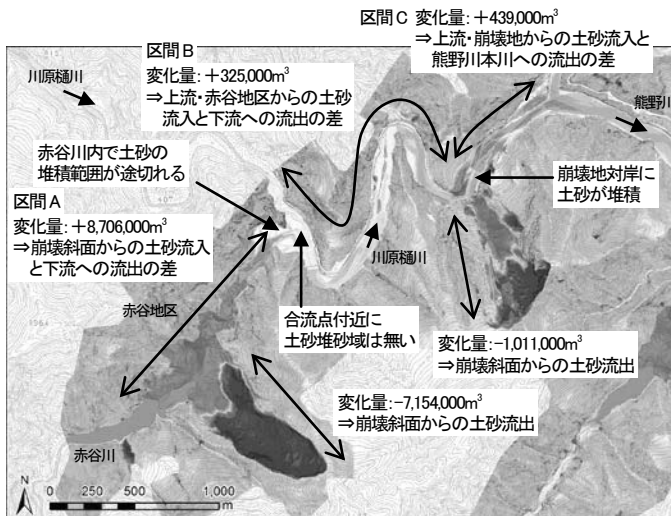 区間C 変化量：＋439,000m³
⇒上流・崩壊地からの土砂流入と
熊野川本川への流出の差
区間B
変化量：＋325,000m³
⇒上流・赤谷地区からの土砂
流入と下流への流出の差
川原樋川
熊野川
赤谷川内で土砂の
堆積範囲が途切れる
崩壊地対岸に
土砂が堆積
区間A
変化量：＋8,706,000m³
⇒崩壊斜面からの土砂流入
と下流への流出の差
川原樋川
赤谷地区
合流点付近に
土砂堆砂域は無い
変化量：-1,011,000m³
⇒崩壊斜面からの土砂流出
変化量：-7,154,000m³
⇒崩壊斜面からの土砂流出
赤谷川
N
0 250 500 1,000
m